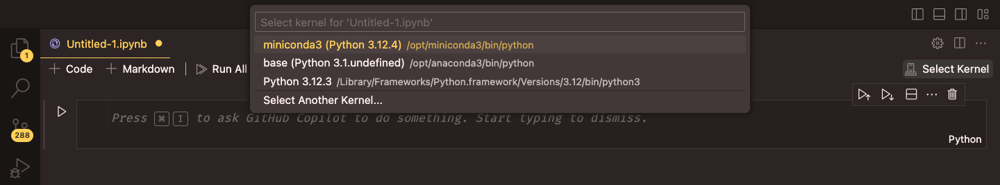 Select kernel for 'Untitled-1.ipynb'
miniconda3 (Python 3.12.4) /opt/miniconda3/bin/python
base (Python 3.1.undefined) /opt/anaconda3/bin/python
Python 3.12.3 /Library/Frameworks/Python.framework/Versions/3.12/bin/python3
Select Another Kernel...
1
Untitled-1.ipynb
Code Markdown Run All
Select Kernel
Press ⌘ I to ask GitHub Copilot to do something. Start typing to dismiss.
288
Python